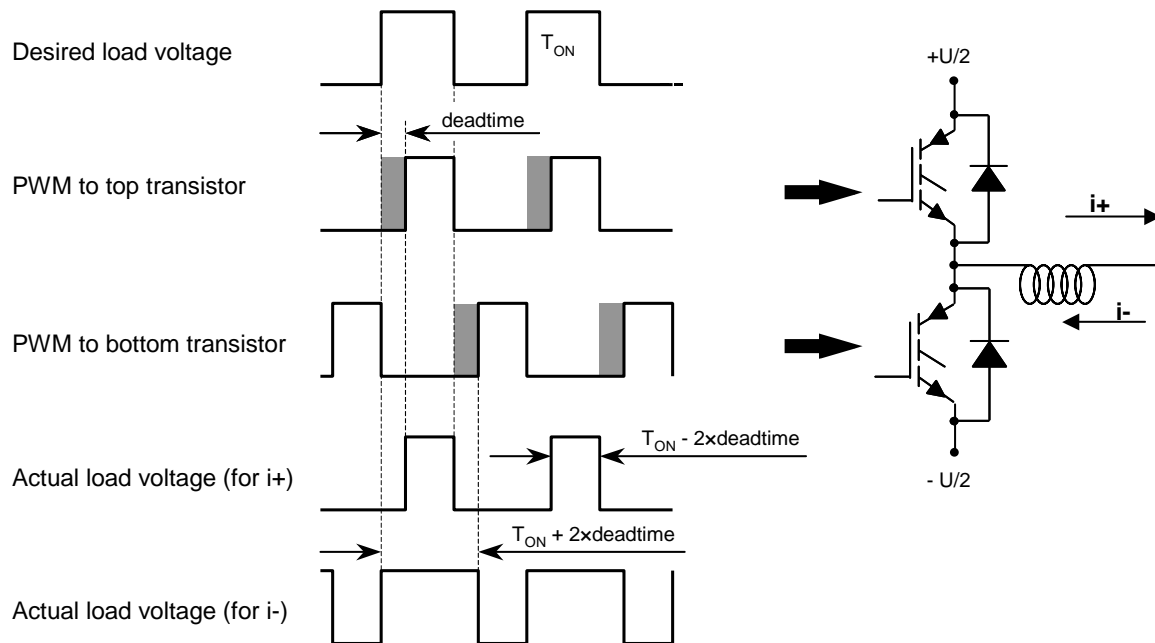 Desired load voltage
T_ON
+U/2
deadtime
PWM to top transistor
i+
PWM to bottom transistor
i-
T_ON - 2×deadtime
Actual load voltage (for i+)
- U/2
T_ON + 2×deadtime
Actual load voltage (for i-)